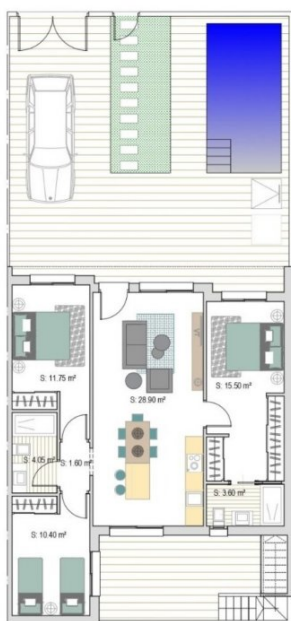 S: 11.75 m²
S: 15.50 m²
S: 28.90 m²
S: 4.05 m²
S: 1.60 m²
S: 3.60 m²
S: 10.40 m²